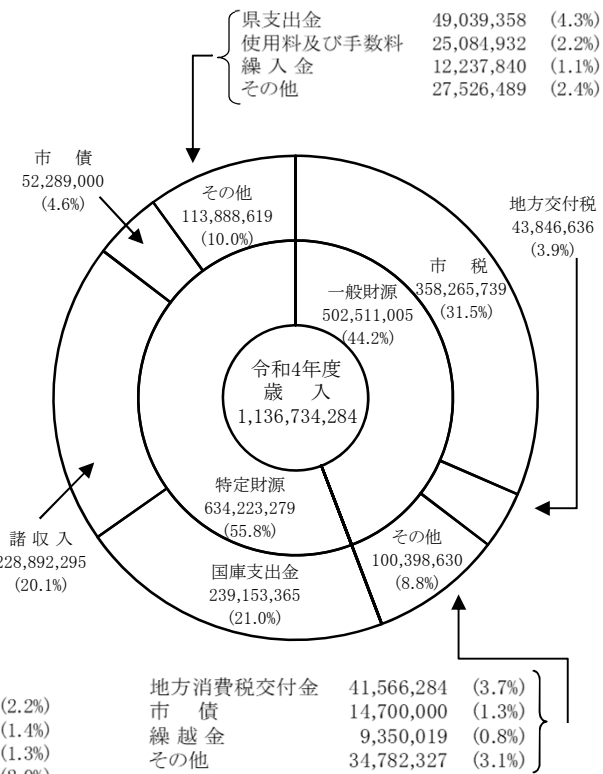 県支出金 49,039,358 (4.3%)
使用料及び手数料 25,084,932 (2.2%)
繰入金 12,237,840 (1.1%)
その他 27,526,489 (2.4%)
市 債
52,289,000
(4.6%)
その他
113,888,619
(10.0%)
地方交付税
43,846,636
(3.9%)
市 税
358,265,739
(31.5%)
一般財源
502,511,005
(44.2%)
令和4年度
歳 入
1,136,734,284
特定財源
634,223,279
(55.8%)
諸収入
228,892,295
(20.1%)
国庫支出金
239,153,365
(21.0%)
その他
100,398,630
(8.8%)
地方消費税交付金 41,566,284 (3.7%)
市 債 14,700,000 (1.3%)
繰越金 9,350,019 (0.8%)
その他 34,782,327 (3.1%)
(2.2%)
(1.4%)
(1.3%)